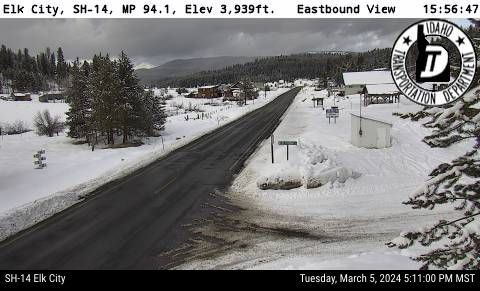 Elk City, SH-14, MP 94.1, Elev 3,939ft. Eastbound View 15:56:47
IDAHO
TRANSPORTATION DEPARTMENT
SH-14 Elk City Tuesday, March 5, 2024 5:11:00 PM MST